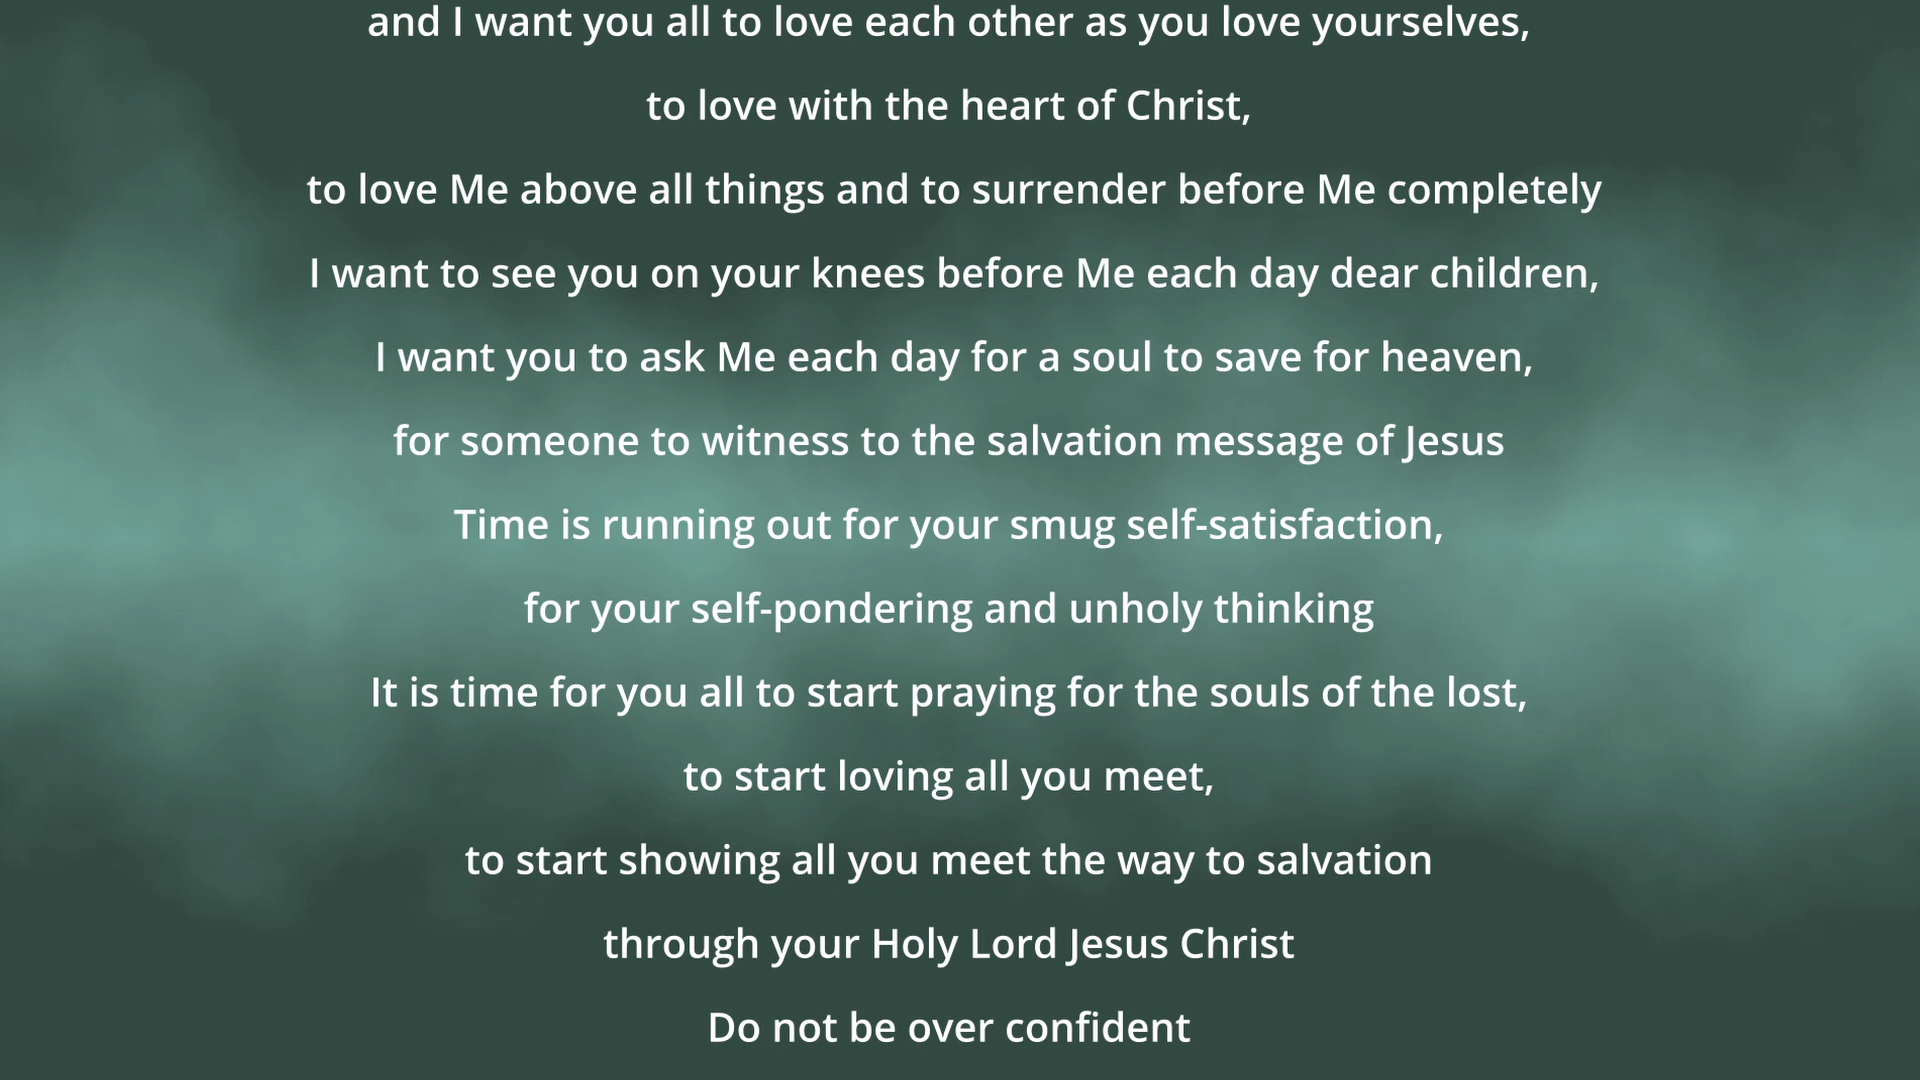 and I want you all to love each other as you love yourselves,
to love with the heart of Christ,
to love Me above all things and to surrender before Me completely
I want to see you on your knees before Me each day dear children,
I want you to ask Me each day for a soul to save for heaven,
for someone to witness to the salvation message of Jesus
Time is running out for your smug self-satisfaction,
for your self-pondering and unholy thinking
It is time for you all to start praying for the souls of the lost,
to start loving all you meet,
to start showing all you meet the way to salvation
through your Holy Lord Jesus Christ
Do not be over confident